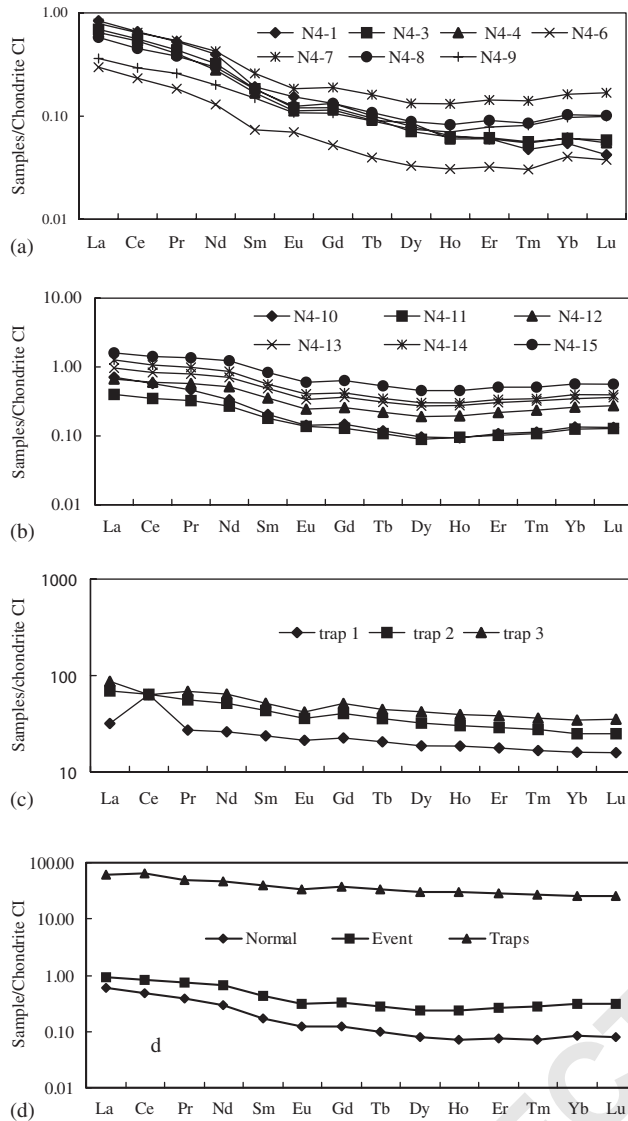 1.00
N4-1 N4-3 N4-4 N4-6
N4-7 N4-8 N4-9
0.10
0.01
Samples/Chondrite CI
La Ce Pr Nd Sm Eu Gd Tb Dy Ho Er Tm Yb Lu
(a)
10.00
N4-10 N4-11 N4-12
N4-13 N4-14 N4-15
1.00
0.10
0.01
Samples/Chondrite CI
La Ce Pr Nd Sm Eu Gd Tb Dy Ho Er Tm Yb Lu
(b)
1000
trap 1 trap 2 trap 3
100
10
Samples/chondrite CI
La Ce Pr Nd Sm Eu Gd Tb Dy Ho Er Tm Yb Lu
(c)
100.00
10.00
Normal Event Traps
1.00
0.10
d
0.01
Sample/Chondrite CI
La Ce Pr Nd Sm Eu Gd Tb Dy Ho Er Tm Yb Lu
(d)